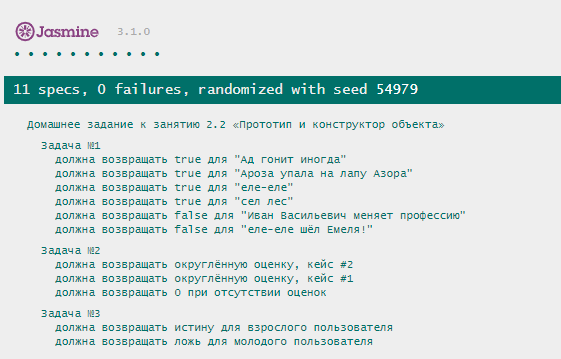 Jasmine 3.1.0
• • • • • • • • • • •
11 specs, 0 failures, randomized with seed 54979
Домашнее задание к занятию 2.2 «Прототип и конструктор объекта»
Задача №1
должна возвращать true для "Ад гонит иногда"
должна возвращать true для "Ароза упала на лапу Азора"
должна возвращать true для "еле-еле"
должна возвращать true для "сел лес"
должна возвращать false для "Иван Васильевич меняет профессию"
должна возвращать false для "еле-еле шёл Емеля!"
Задача №2
должна возвращать округлённую оценку, кейс #2
должна возвращать округлённую оценку, кейс #1
должна возвращать 0 при отсутствии оценок
Задача №3
должна возвращать истину для взрослого пользователя
должна возвращать ложь для молодого пользователя